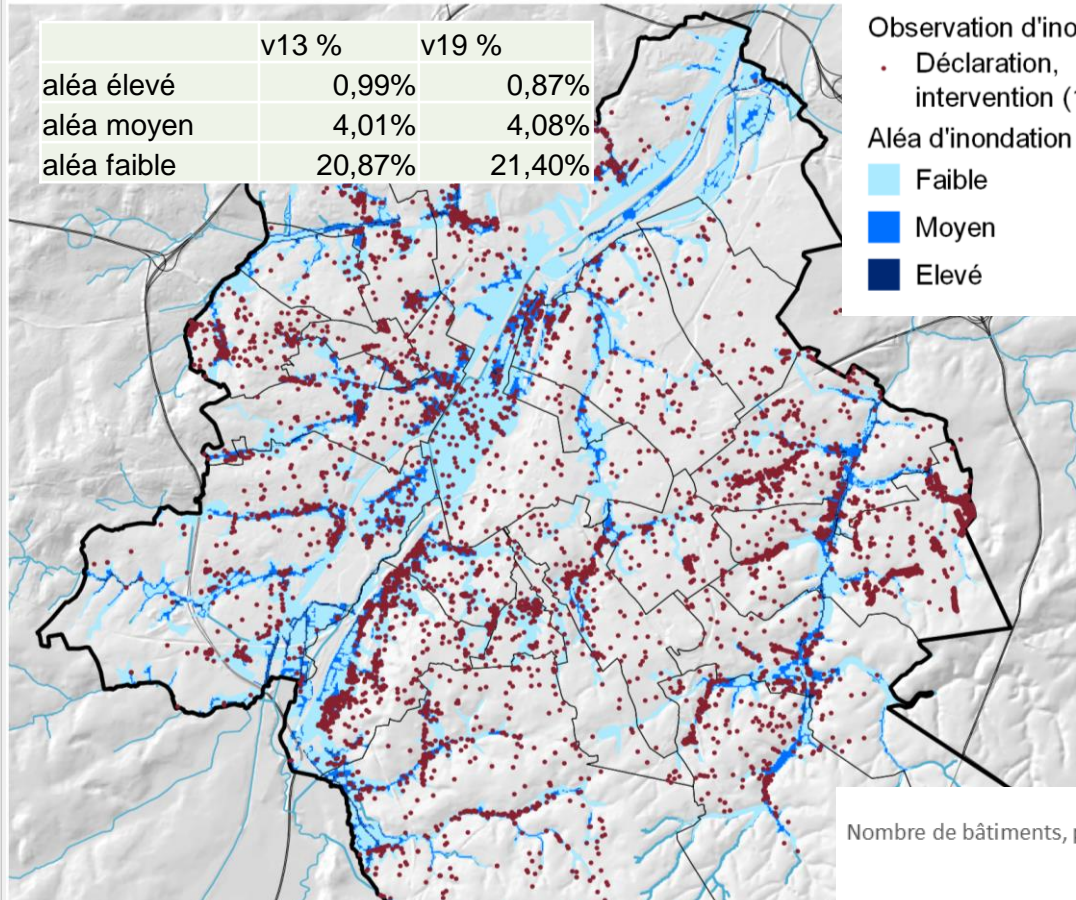 v13 % v19 %
aléa élevé 0,99% 0,87%
aléa moyen 4,01% 4,08%
aléa faible 20,87% 21,40%
Observation d'ino
Déclaration,
intervention (
Aléa d'inondation
Faible
Moyen
Elevé
Nombre de bâtiments,